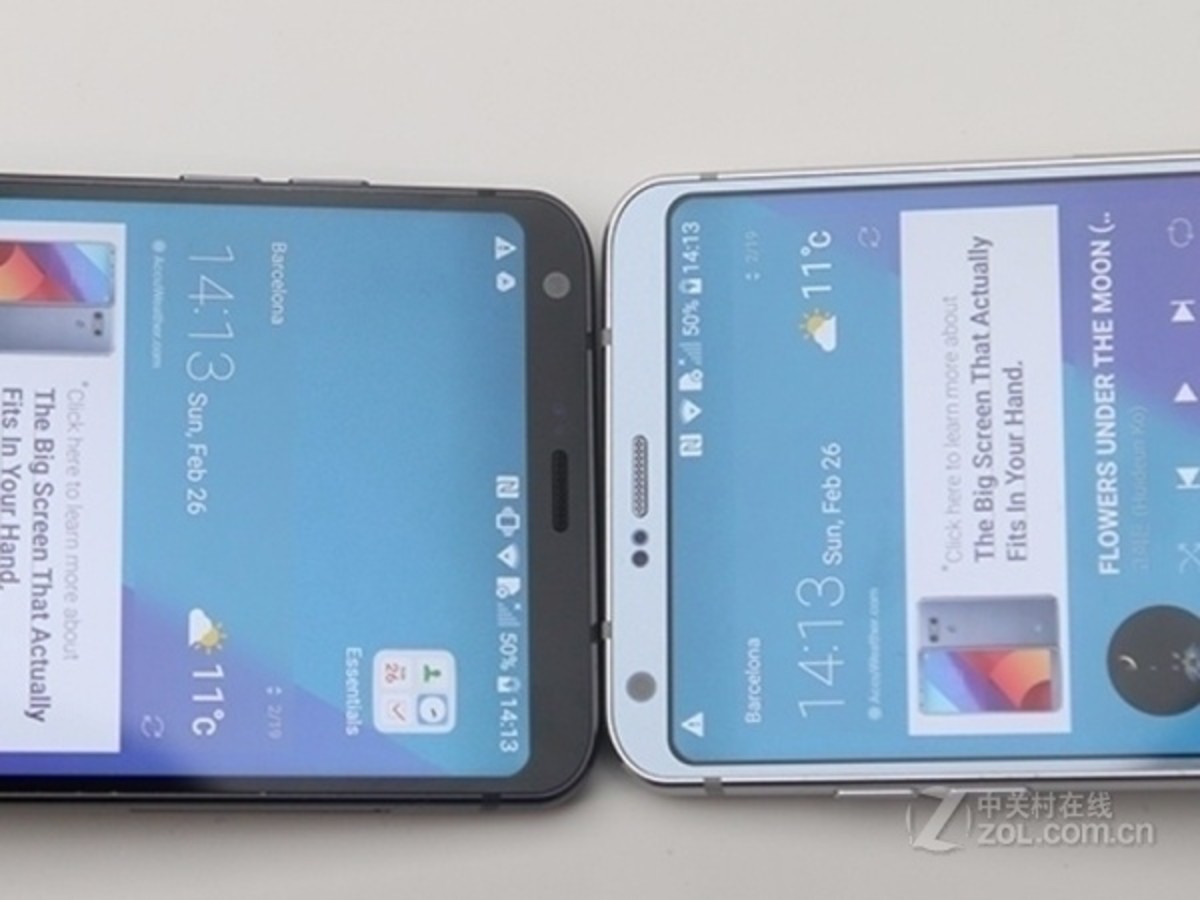 14:13
50%
Barcelona
14:13 Sun, Feb 26
AccuWeather.com
11°C
2/19
Essentials
26
"Click here to learn more about
The Big Screen That Actually
Fits In Your Hand.
50% 14:13
Barcelona
2/19
14:13 Sun, Feb 26
11°C
AccuWeather.com
"Click here to learn more about
The Big Screen That Actually
Fits In Your Hand.
FLOWERS UNDER THE MOON (..
中关村在线
ZOL.COM.CN